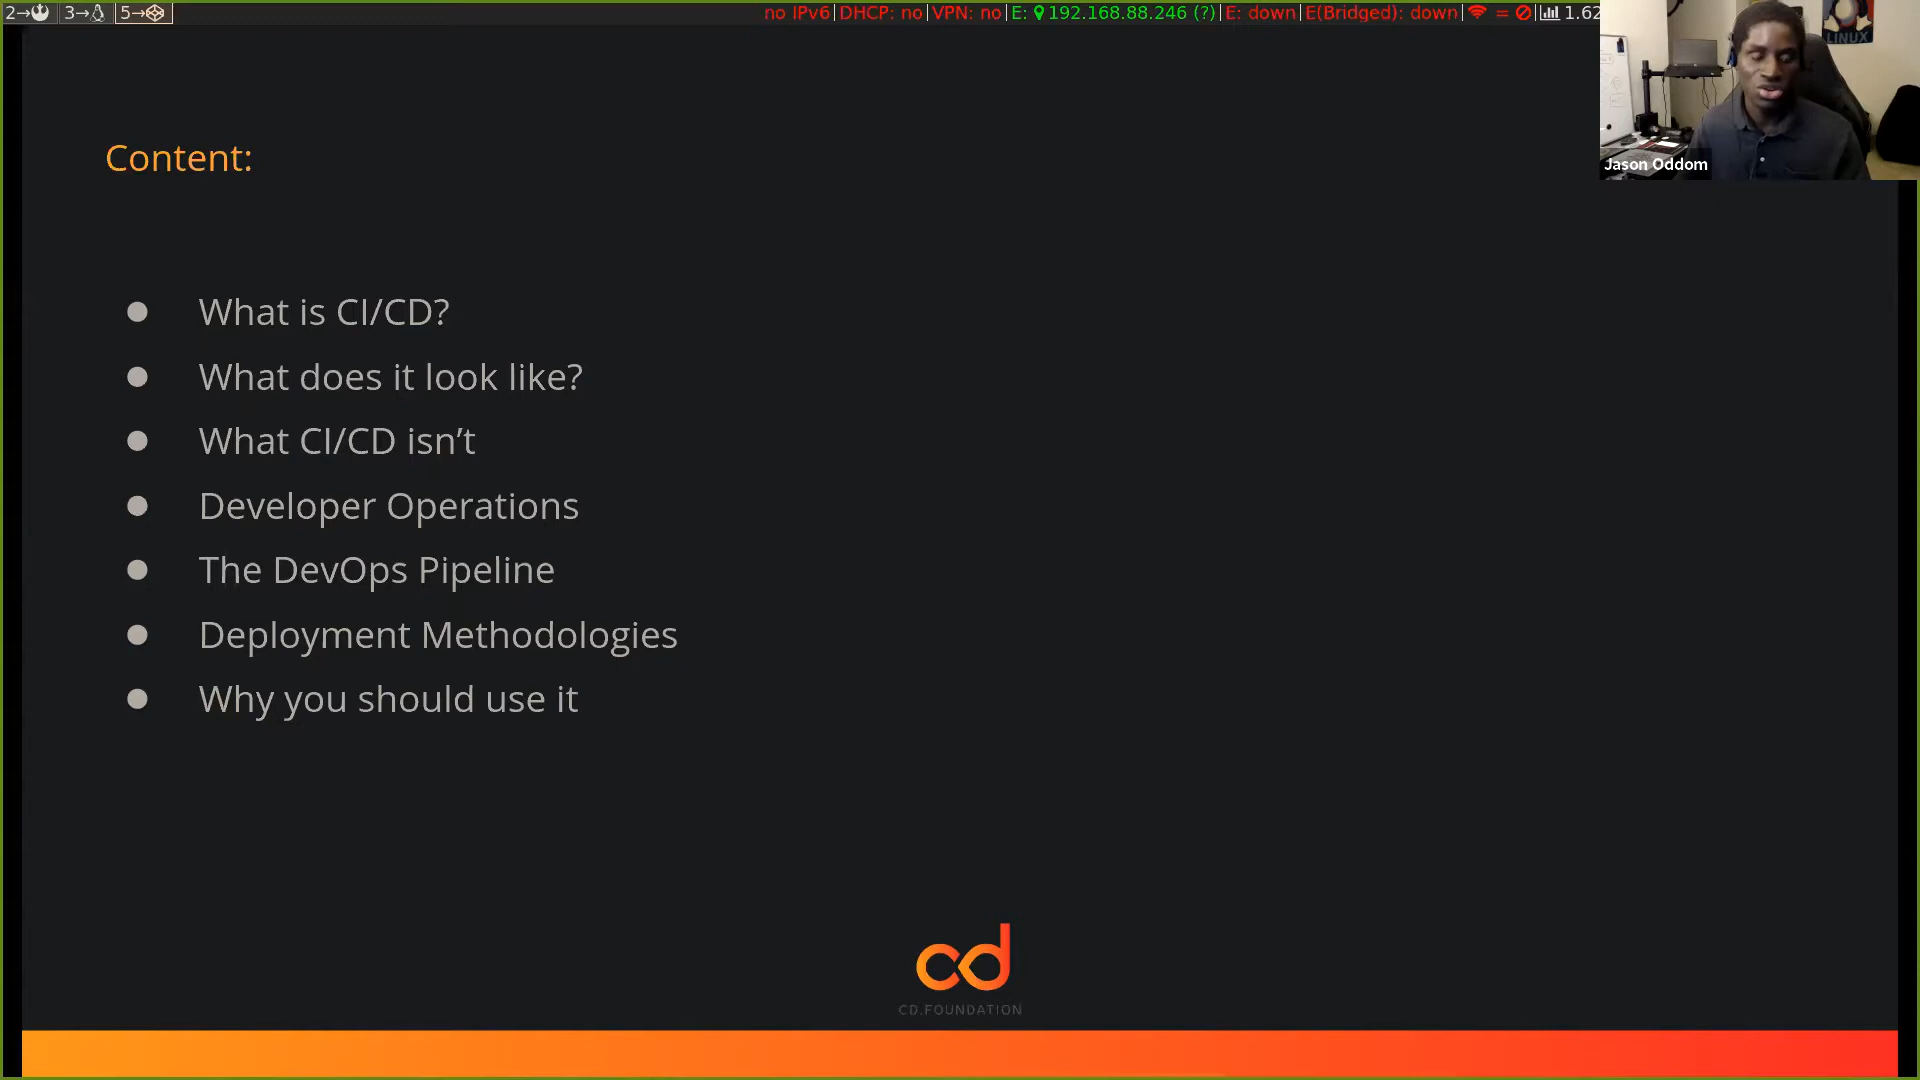 2→ 3→ 5→ no IPv6|DHCP: no|VPN: no|E: 192.168.88.246 (?)|E: down|E(Bridged): down| = | 1.62
LINUX
Jason Oddom
Content:
● What is CI/CD?
● What does it look like?
● What CI/CD isn’t
● Developer Operations
● The DevOps Pipeline
● Deployment Methodologies
● Why you should use it
cd
CD.FOUNDATION